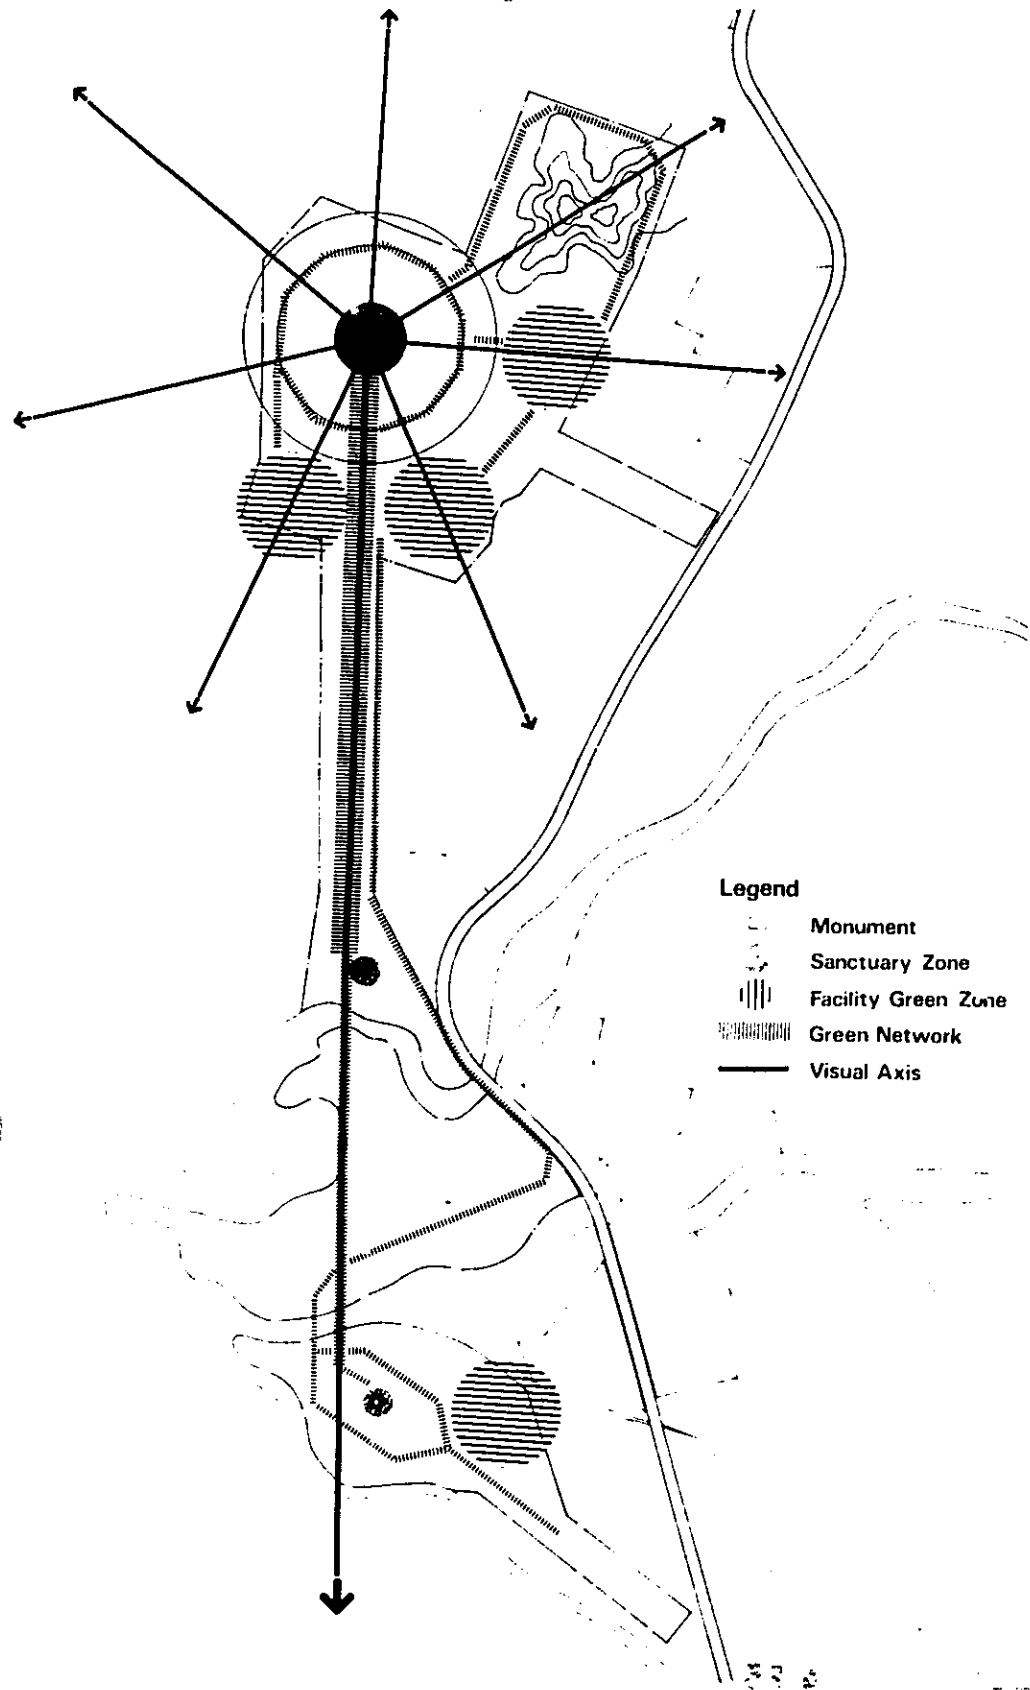 Legend
Monument
Sanctuary Zone
Facility Green Zone
Green Network
Visual Axis